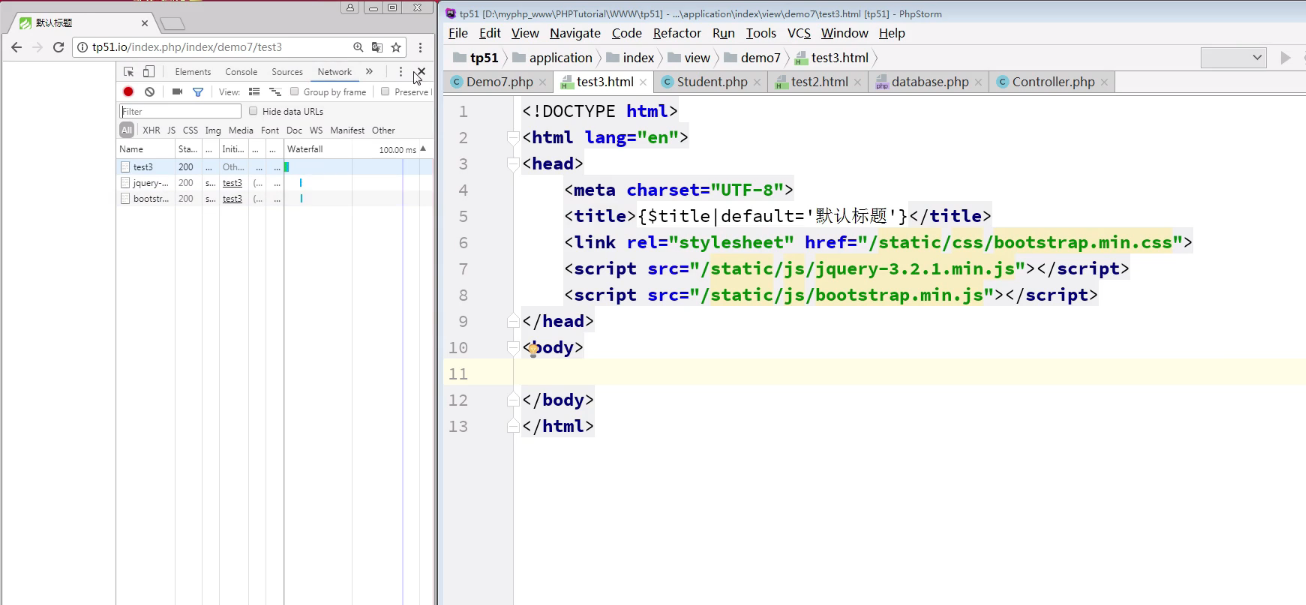 默认标题
tp51.io/index.php/index/demo7/test3
Elements Console Sources Network »
View: Group by frame Preserve
Filter Hide data URLs
All XHR JS CSS Img Media Font Doc WS Manifest Other
Name Sta... ... Initi... ... ... Waterfall 100.00 ms
test3 200 ... Oth... ... ...
jquery-... 200 s... test3 (... ...
bootstr... 200 s... test3 (... ...
tp51 [D:\myphp_www\PHPTutorial\WWW\tp51] - ...\application\index\view\demo7\test3.html [tp51] - PhpStorm
File Edit View Navigate Code Refactor Run Tools VCS Window Help
tp51 application index view demo7 test3.html
Demo7.php test3.html Student.php test2.html database.php Controller.php
1 <!DOCTYPE html>
2 <html lang="en">
3 <head>
4 <meta charset="UTF-8">
5 <title>{$title|default='默认标题'}</title>
6 <link rel="stylesheet" href="/static/css/bootstrap.min.css">
7 <script src="/static/js/jquery-3.2.1.min.js"></script>
8 <script src="/static/js/bootstrap.min.js"></script>
9 </head>
10 <body>
11
12 </body>
13 </html>